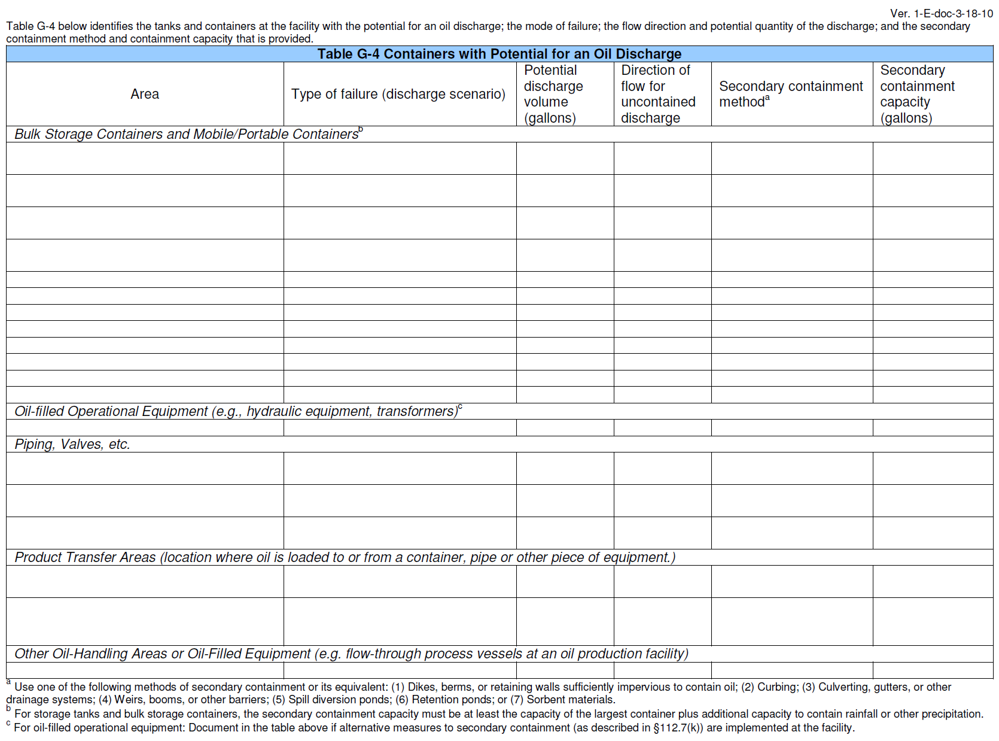 Ver. 1-E-doc-3-18-10
Table G-4 below identifies the tanks and containers at the facility with the potential for an oil discharge; the mode of failure; the flow direction and potential quantity of the discharge; and the secondary
containment method and containment capacity that is provided.
Table G-4 Containers with Potential for an Oil Discharge
Area
Type of failure (discharge scenario)
Potential
discharge
volume
(gallons)
Direction of
flow for
uncontained
discharge
Secondary containment
methodᵃ
Secondary
containment
capacity
(gallons)
Bulk Storage Containers and Mobile/Portable Containersᵇ
Oil-filled Operational Equipment (e.g., hydraulic equipment, transformers)ᶜ
Piping, Valves, etc.
Product Transfer Areas (location where oil is loaded to or from a container, pipe or other piece of equipment.)
Other Oil-Handling Areas or Oil-Filled Equipment (e.g. flow-through process vessels at an oil production facility)
ᵃ Use one of the following methods of secondary containment or its equivalent: (1) Dikes, berms, or retaining walls sufficiently impervious to contain oil; (2) Curbing; (3) Culverting, gutters, or other
drainage systems; (4) Weirs, booms, or other barriers; (5) Spill diversion ponds; (6) Retention ponds; or (7) Sorbent materials.
ᵇ For storage tanks and bulk storage containers, the secondary containment capacity must be at least the capacity of the largest container plus additional capacity to contain rainfall or other precipitation.
ᶜ For oil-filled operational equipment: Document in the table above if alternative measures to secondary containment (as described in §112.7(k)) are implemented at the facility.